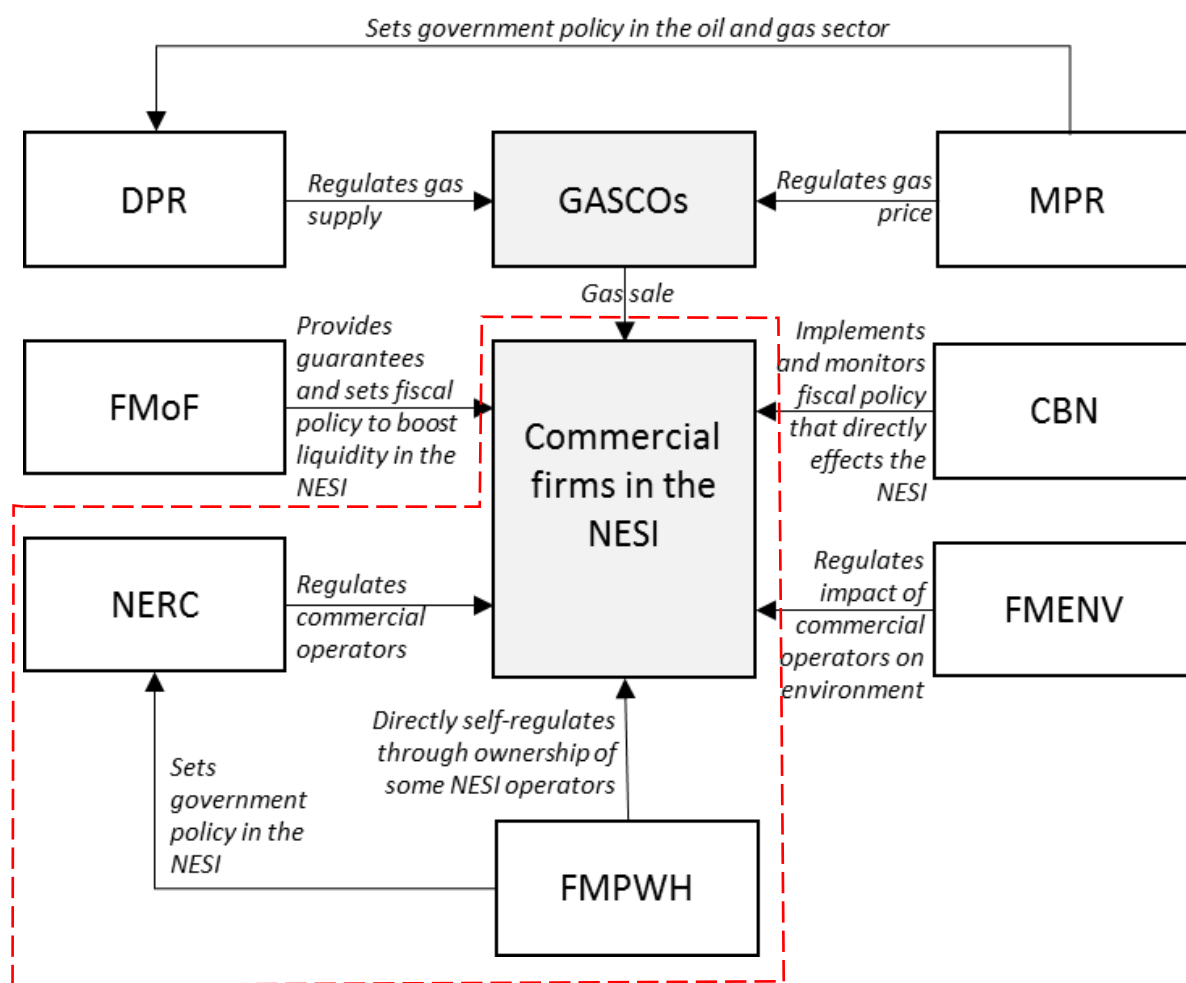 Sets government policy in the oil and gas sector
DPR
Regulates gas
supply
GASCOs
Regulates gas
price
MPR
Gas sale
FMoF
Provides
guarantees
and sets fiscal
policy to boost
liquidity in the
NESI
Commercial
firms in the
NESI
Implements
and monitors
fiscal policy
that directly
effects the
NESI
CBN
NERC
Regulates
commercial
operators
Regulates
impact of
commercial
operators on
environment
FMENV
Sets
government
policy in the
NESI
Directly self-regulates
through ownership of
some NESI operators
FMPWH